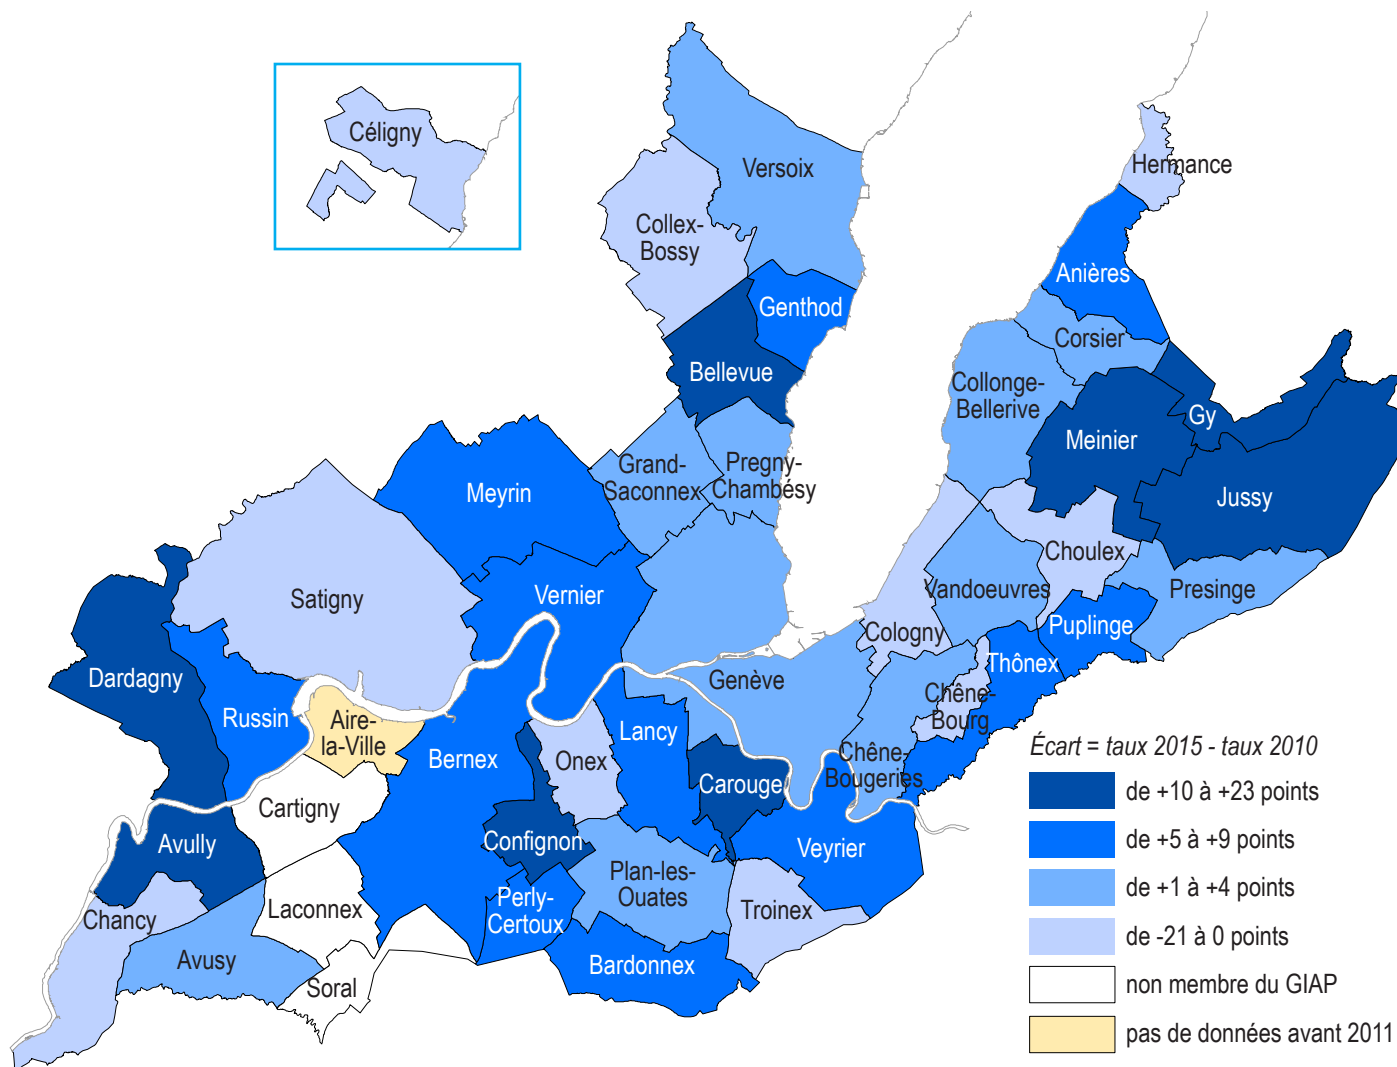 Céligny
Versoix
Hermance
Collex-
Bossy
Anières
Genthod
Corsier
Bellevue
Collonge-
Bellerive
Gy
Meinier
Grand-
Saconnex
Pregny-
Chambésy
Meyrin
Jussy
Choulex
Satigny
Vernier
Vandoeuvres
Presinge
Puplinge
Cologny
Dardagny
Thônex
Genève
Chêne-
Bourg
Russin
Aire-
la-Ville
Lancy
Bernex
Onex
Chêne-
Bougeries
Carouge
Cartigny
Avully
Confignon
Veyrier
Plan-les-
Ouates
Perly-
Certoux
Laconnex
Troinex
Chancy
Avusy
Bardonnex
Soral
Écart = taux 2015 - taux 2010
de +10 à +23 points
de +5 à +9 points
de +1 à +4 points
de -21 à 0 points
non membre du GIAP
pas de données avant 2011